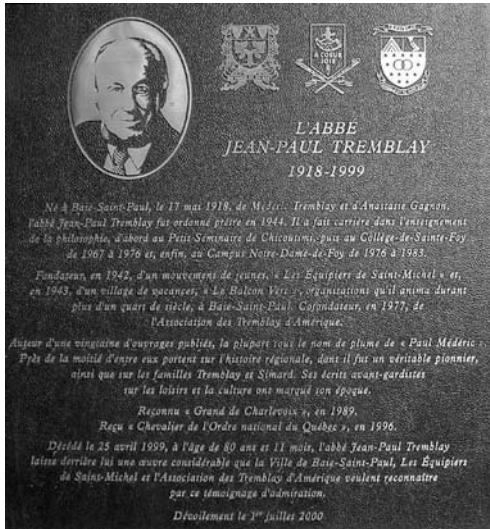 À COEUR
JOIE
L'ABBÉ
JEAN-PAUL TREMBLAY
1918-1999
Né à Baie-Saint-Paul, le 17 mai 1918, de Médéric Tremblay et d'Anastasie Gagnon,
l'abbé Jean-Paul Tremblay fut ordonné prêtre en 1944. Il a fait carrière dans l'enseignement
de la philosophie, d'abord au Petit-Séminaire de Chicoutimi, puis au Collège-de-Sainte-Foy
de 1967 à 1976 et, enfin, au Campus Notre-Dame-de-Foy de 1976 à 1983.
Fondateur, en 1942, d'un mouvement de jeunes, « Les Équipiers de Saint-Michel » et,
en 1943, d'un village de vacances, « Le Balcon Vert », organisations qu'il anima durant
plus d'un quart de siècle, à Baie-Saint-Paul. Cofondateur, en 1977, de
l'Association des Tremblay d'Amérique.
Auteur d'une vingtaine d'ouvrages publiés, la plupart sous le nom de plume de « Paul Médéric ».
Près de la moitié d'entre eux portent sur l'histoire régionale, dont il fut un véritable pionnier,
ainsi que sur les familles Tremblay et Simard. Ses écrits avant-gardistes
sur les loisirs et la culture ont marqué son époque.
Reconnu « Grand de Charlevoix », en 1989.
Reçu « Chevalier de l'Ordre national du Québec », en 1996.
Décédé le 25 avril 1999, à l'âge de 80 ans et 11 mois, l'abbé Jean-Paul Tremblay
laisse derrière lui une œuvre considérable que la Ville de Baie-Saint-Paul, Les Équipiers
de Saint-Michel et l'Association des Tremblay d'Amérique veulent reconnaître
par ce témoignage d'admiration.
Dévoilement le 1er juillet 2000